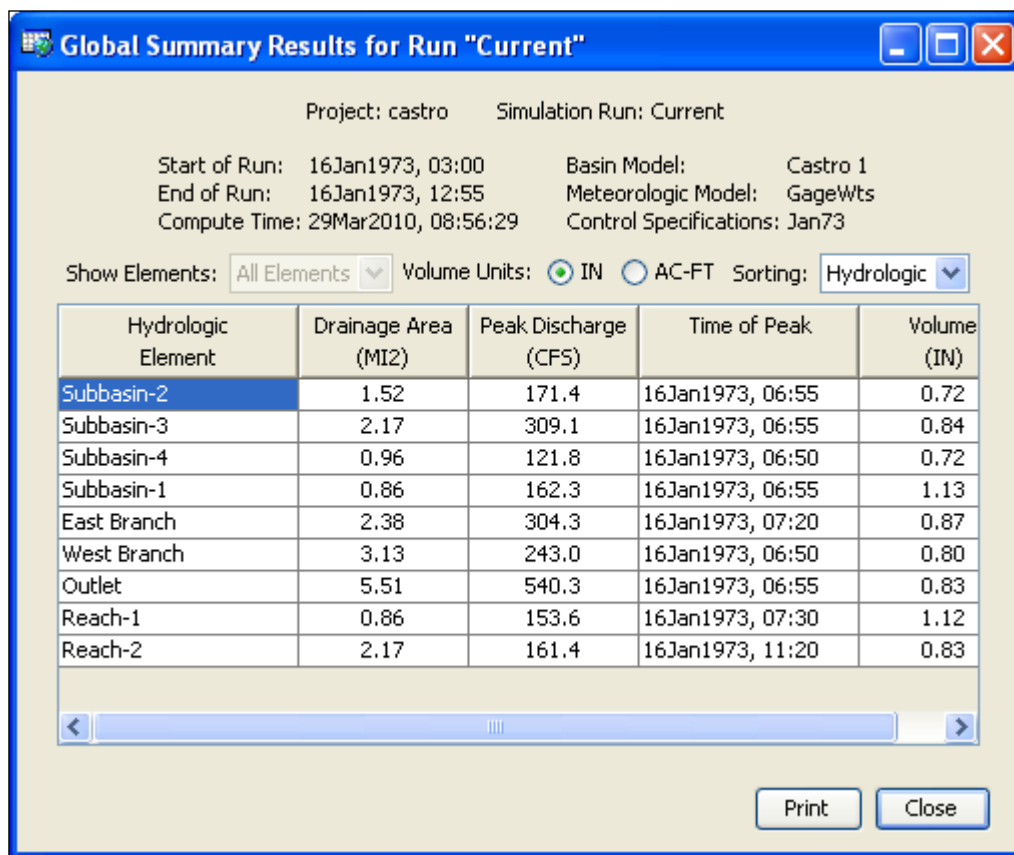 Global Summary Results for Run "Current"
Project: castro Simulation Run: Current
Start of Run: 16Jan1973, 03:00 Basin Model: Castro 1
End of Run: 16Jan1973, 12:55 Meteorologic Model: GageWts
Compute Time: 29Mar2010, 08:56:29 Control Specifications: Jan73
Show Elements: All Elements Volume Units: IN AC-FT Sorting: Hydrologic
Hydrologic Drainage Area Peak Discharge Time of Peak Volume
Element (MI2) (CFS) (IN)
Subbasin-2 1.52 171.4 16Jan1973, 06:55 0.72
Subbasin-3 2.17 309.1 16Jan1973, 06:55 0.84
Subbasin-4 0.96 121.8 16Jan1973, 06:50 0.72
Subbasin-1 0.86 162.3 16Jan1973, 06:55 1.13
East Branch 2.38 304.3 16Jan1973, 07:20 0.87
West Branch 3.13 243.0 16Jan1973, 06:50 0.80
Outlet 5.51 540.3 16Jan1973, 06:55 0.83
Reach-1 0.86 153.6 16Jan1973, 07:30 1.12
Reach-2 2.17 161.4 16Jan1973, 11:20 0.83
Print Close